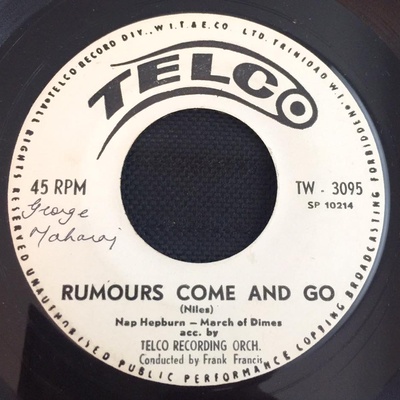 TELCO RECORD DIV., W.I.T.& E. CO. LTD. TRINIDAD W.I.
TELCO
45 RPM
TW - 3095
SP 10214
George
Maharaj
RUMOURS COME AND GO
(Niles)
Nap Hepburn – March of Dimes
acc. by
TELCO RECORDING ORCH.
Conducted by Frank Francis
ALL RIGHTS RESERVED UNAUTHORISED PUBLIC PERFORMANCE COPYING BROADCASTING FORBIDDEN